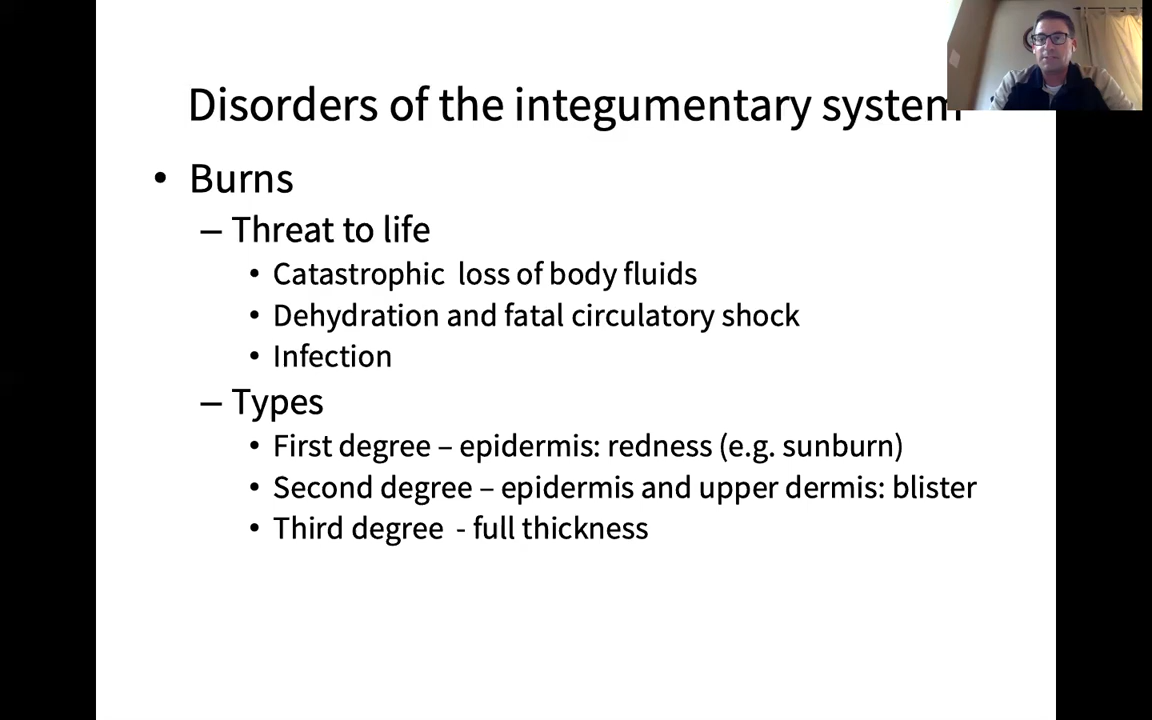 Disorders of the integumentary system
• Burns
– Threat to life
• Catastrophic loss of body fluids
• Dehydration and fatal circulatory shock
• Infection
– Types
• First degree – epidermis: redness (e.g. sunburn)
• Second degree – epidermis and upper dermis: blister
• Third degree - full thickness